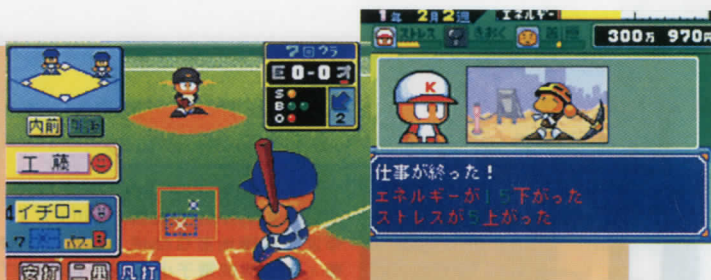 7回ウラ
E 0-0 オ
S
B
O
2
内前
工藤
イチロー
B
安打
凡打
1年 2月2週 エネルギー
ストレス
300万 970円
K
仕事が終った!
エネルギーが15下がった
ストレスが5上がった